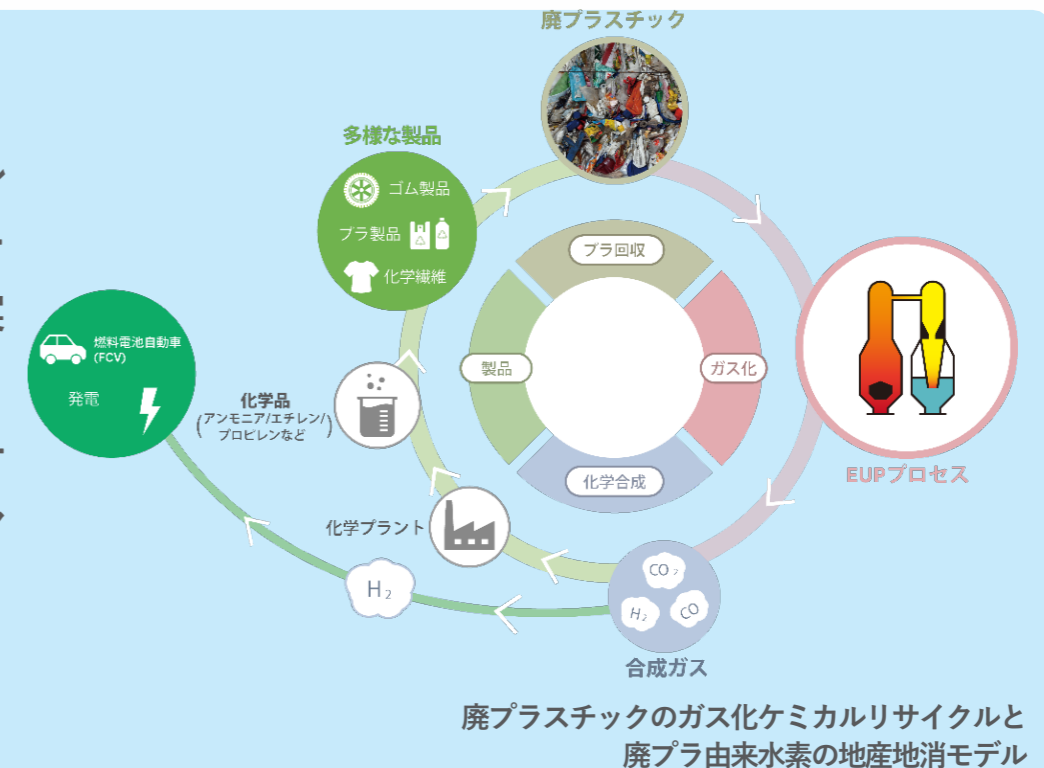 廃プラスチック
多様な製品
ゴム製品
プラ製品
化学繊維
プラ回収
製品
ガス化
化学合成
燃料電池自動車
(FCV)
発電
化学品
(アンモニア/エチレン/
プロピレンなど)
EUPプロセス
化学プラント
H₂
CO₂
H₂
CO
合成ガス
廃プラスチックのガス化ケミカルリサイクルと
廃プラ由来水素の地産地消モデル